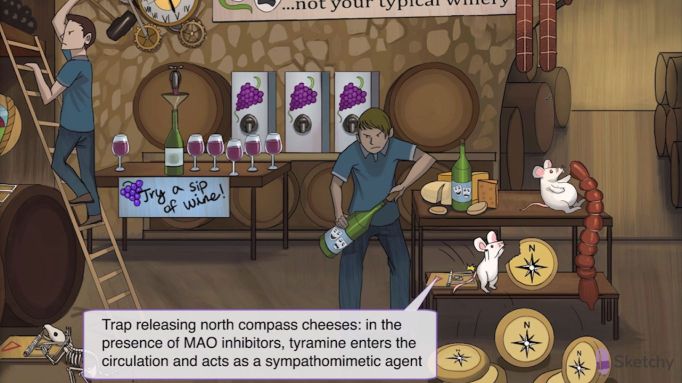 ...not your typical winery
Try a sip
of wine!
N
N
N
Trap releasing north compass cheeses: in the
presence of MAO inhibitors, tyramine enters the
circulation and acts as a sympathomimetic agent
Sketchy